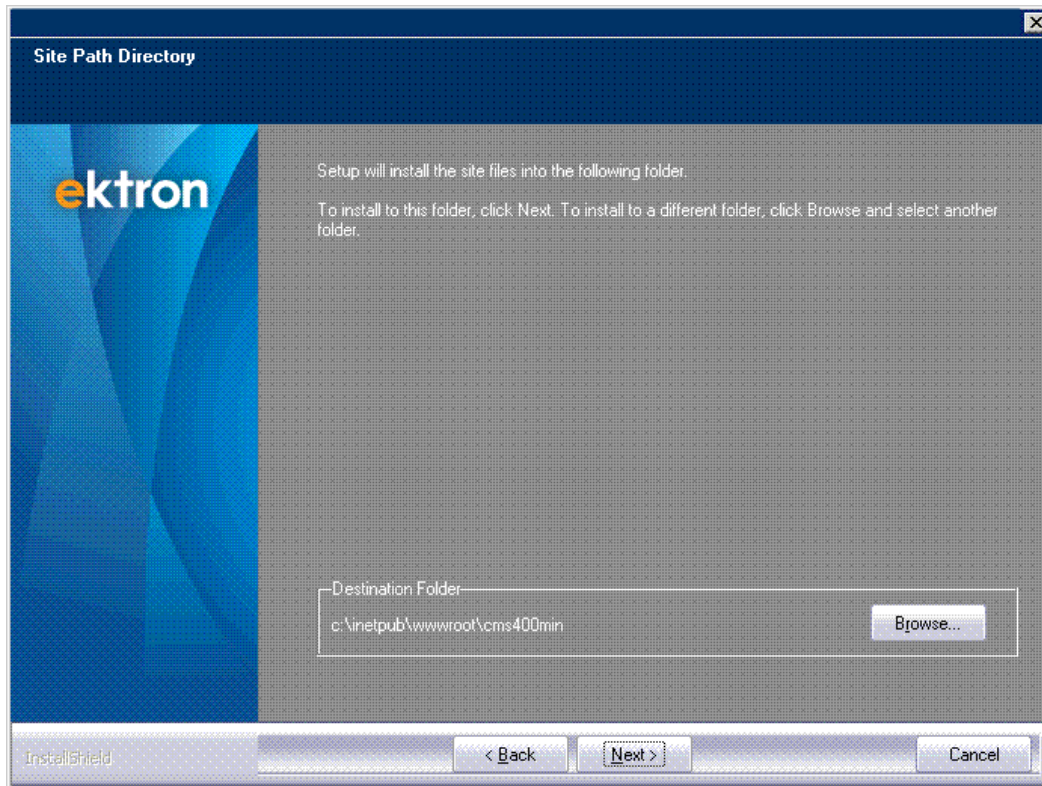 Site Path Directory
ektron
Setup will install the site files into the following folder.
To install to this folder, click Next. To install to a different folder, click Browse and select another
folder.
Destination Folder
c:\inetpub\wwwroot\cms400min
Browse...
InstallShield
< Back
Next >
Cancel